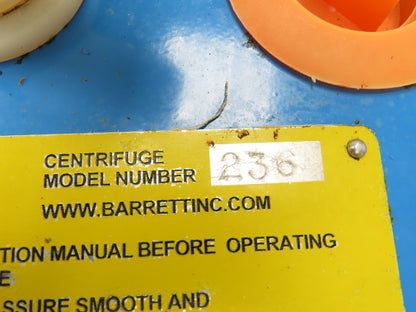 CENTRIFUGE
MODEL NUMBER 236
WWW.BARRETTINC.COM
TION MANUAL BEFORE OPERATING
E
SSURE SMOOTH AND